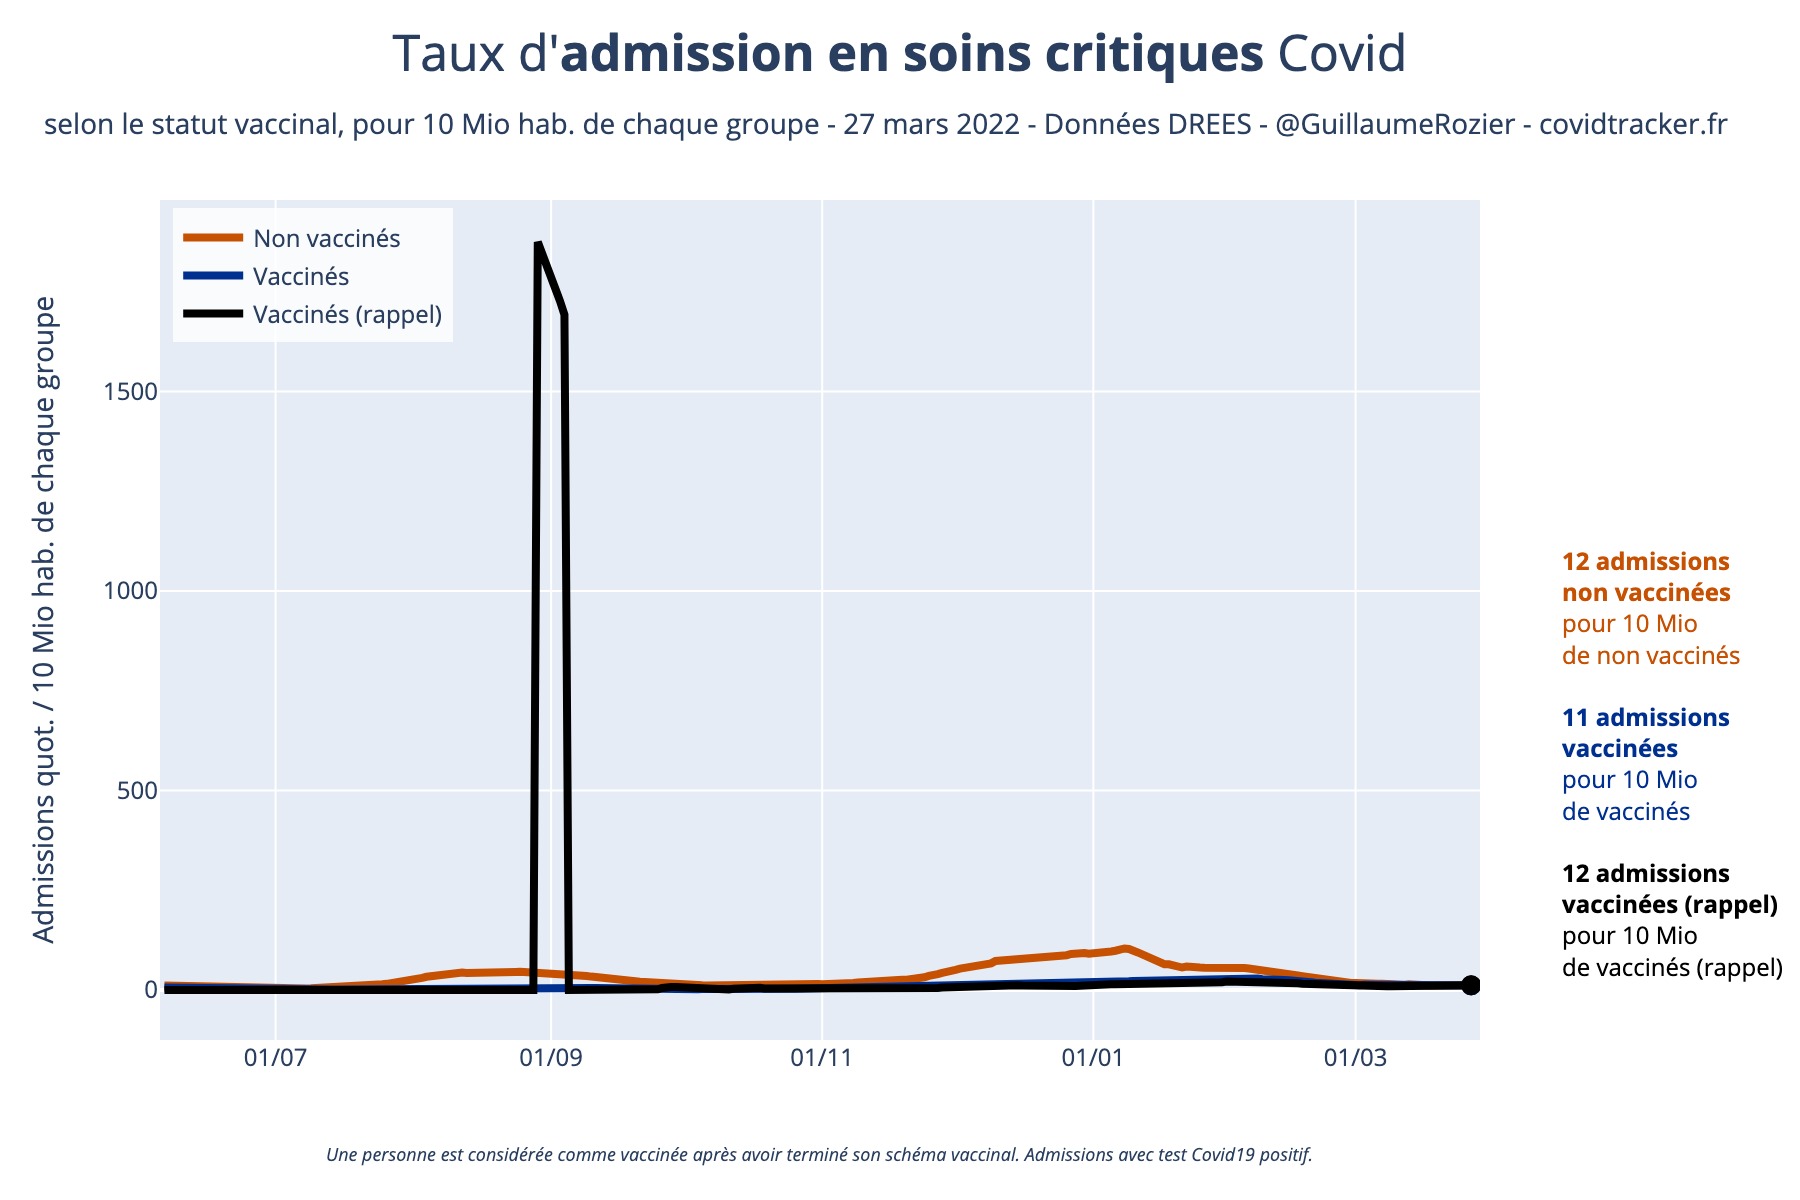 Taux d'admission en soins critiques Covid
selon le statut vaccinal, pour 10 Mio hab. de chaque groupe - 27 mars 2022 - Données DREES - @GuillaumeRozier - covidtracker.fr
Non vaccinés
Vaccinés
Vaccinés (rappel)
Admissions quot. / 10 Mio hab. de chaque groupe
1500
1000
500
0
01/07
01/09
01/11
01/01
01/03
12 admissions
non vaccinées
pour 10 Mio
de non vaccinés
11 admissions
vaccinées
pour 10 Mio
de vaccinés
12 admissions
vaccinées (rappel)
pour 10 Mio
de vaccinés (rappel)
Une personne est considérée comme vaccinée après avoir terminé son schéma vaccinal. Admissions avec test Covid19 positif.